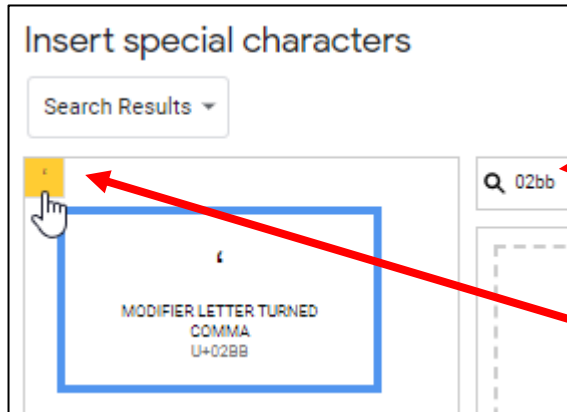 Insert special characters
Search Results
ʻ
02bb
ʻ
MODIFIER LETTER TURNED
COMMA
U+02BB